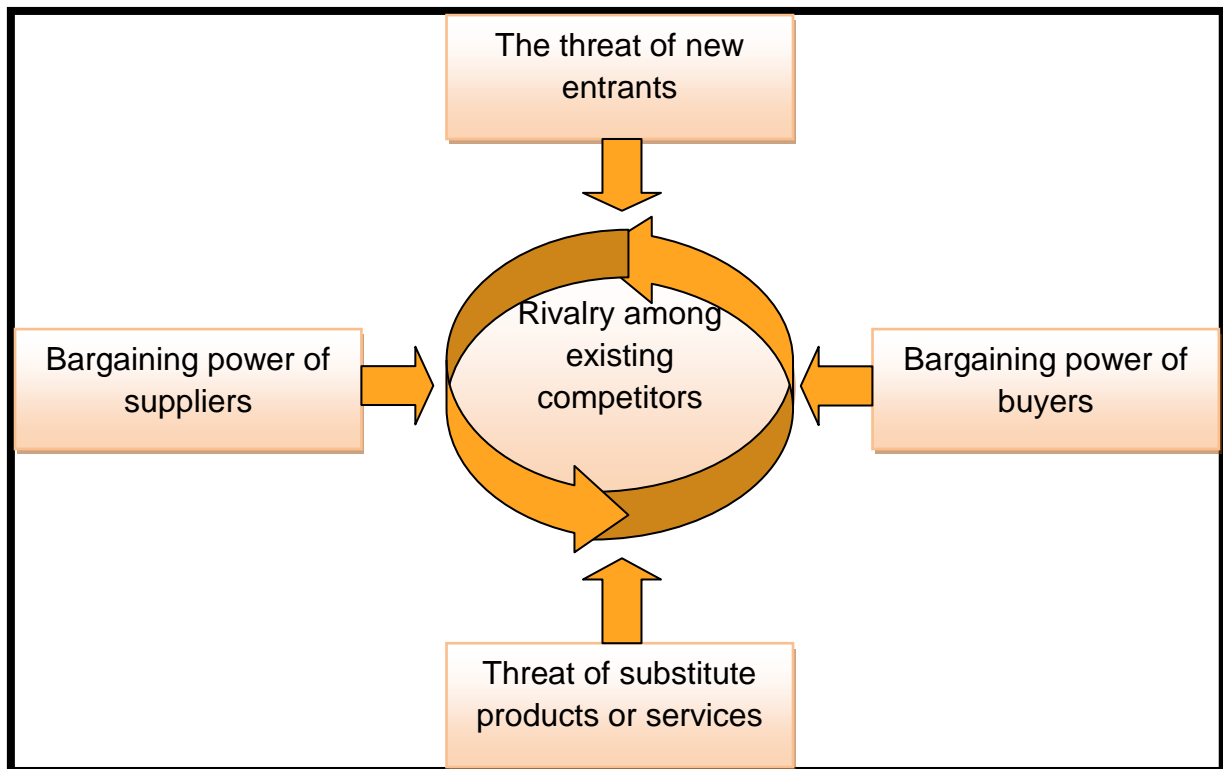 The threat of new
entrants
Rivalry among
existing
competitors
Bargaining power of
suppliers
Bargaining power of
buyers
Threat of substitute
products or services